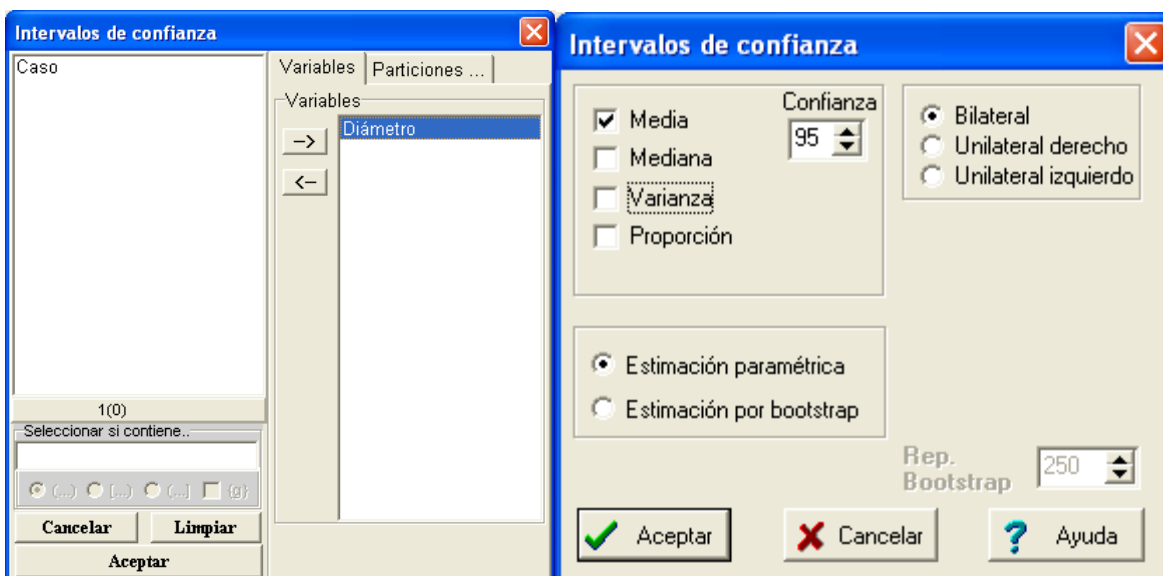 Intervalos de confianza
Caso
1(0)
Seleccionar si contiene..
(...) [...) (...] {g}
Cancelar Limpiar
Aceptar
Variables Particiones ...
Variables
-->
<--
Diámetro
Intervalos de confianza
Media
Mediana
Varianza
Proporción
Confianza
95
Bilateral
Unilateral derecho
Unilateral izquierdo
Estimación paramétrica
Estimación por bootstrap
Rep.
Bootstrap
250
Aceptar Cancelar ? Ayuda